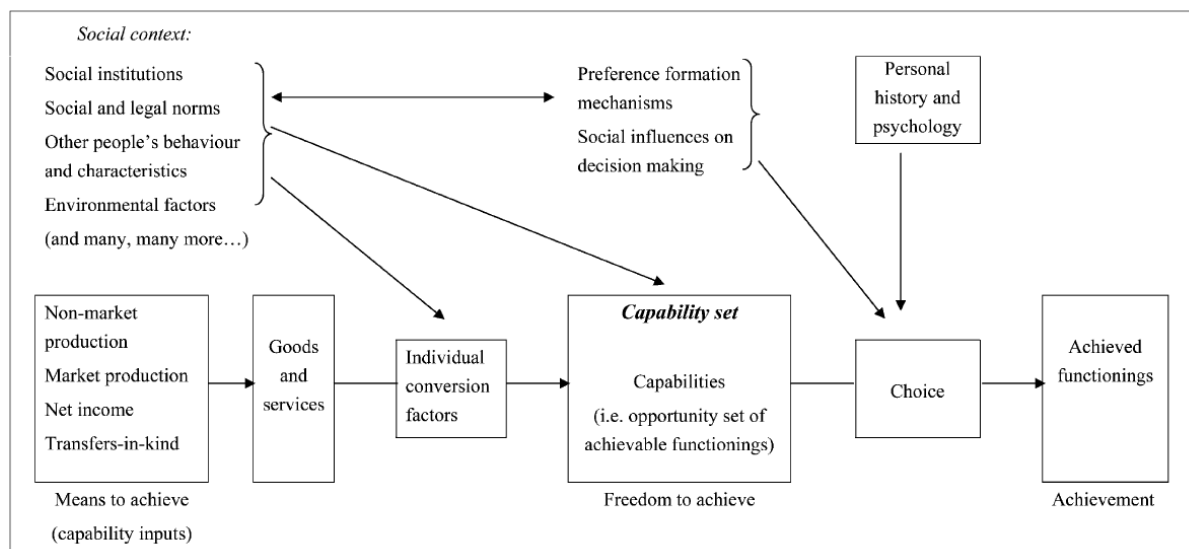 Social context:
Social institutions
Social and legal norms
Other people’s behaviour
and characteristics
Environmental factors
(and many, many more…)
Preference formation
mechanisms
Social influences on
decision making
Personal
history and
psychology
Non-market
production
Market production
Net income
Transfers-in-kind
Means to achieve
(capability inputs)
Goods
and
services
Individual
conversion
factors
Capability set
Capabilities
(i.e. opportunity set of
achievable functionings)
Freedom to achieve
Choice
Achieved
functionings
Achievement